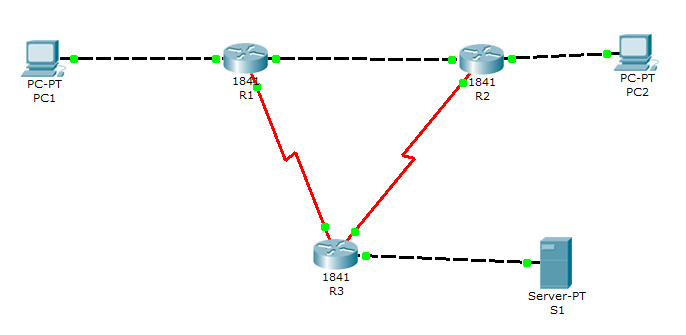 PC-PT
PC1
1841
R1
1841
R2
PC-PT
PC2
1841
R3
Server-PT
S1